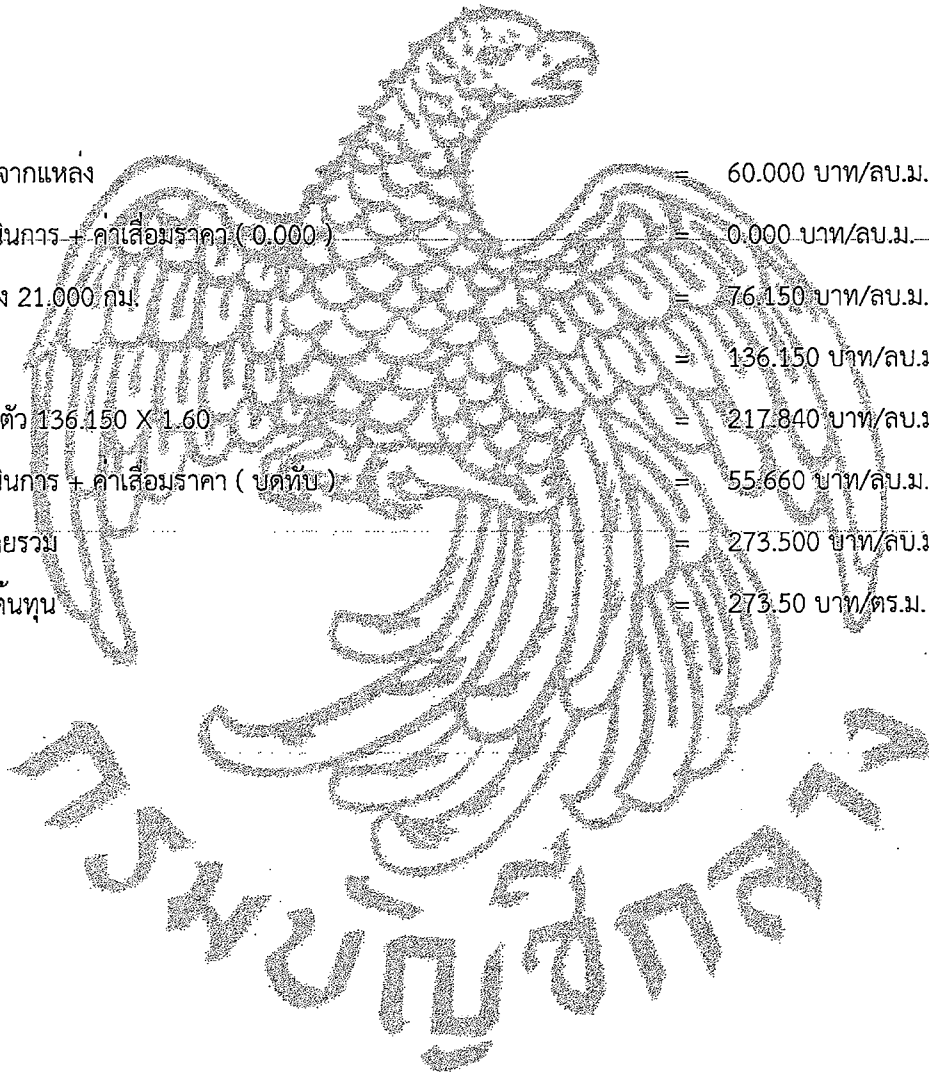 จากแหล่ง = 60.000 บาท/ลบ.ม.
นินการ + ค่าเสื่อมราคา ( 0.000 ) = 0.000 บาท/ลบ.ม.
ง 21.000 กม. = 76.150 บาท/ลบ.ม.
= 136.150 บาท/ลบ.ม
ตัว 136.150 X 1.60 = 217.840 บาท/ลบ.ม
นินการ + ค่าเสื่อมราคา ( บดทับ ) = 55.660 บาท/ลบ.ม.
ยรวม = 273.500 บาท/ลบ.ม
ต้นทุน = 273.50 บาท/ตร.ม.
กรมบัญชีกลาง